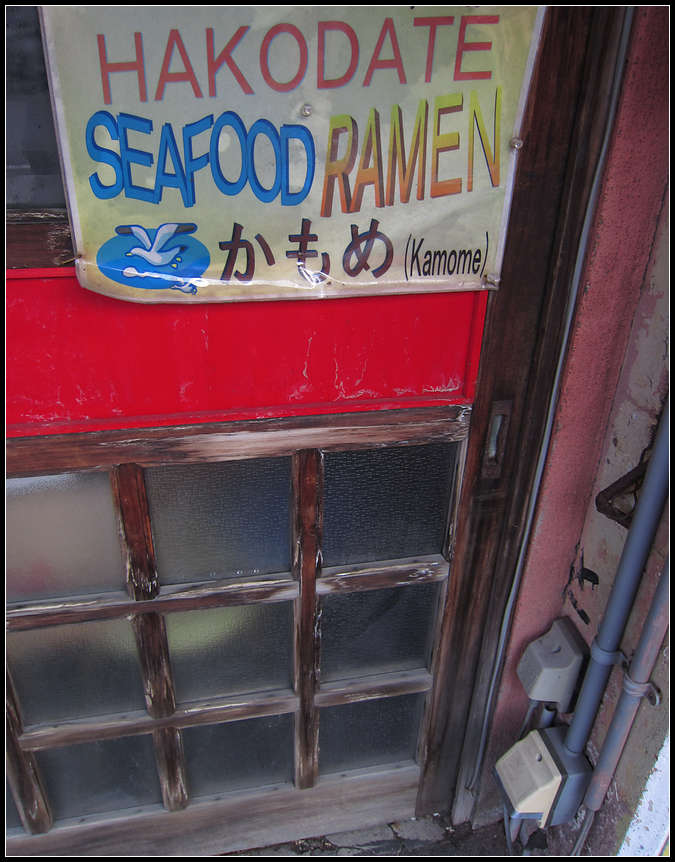 HAKODATE
SEAFOOD RAMEN
かもめ (Kamome)